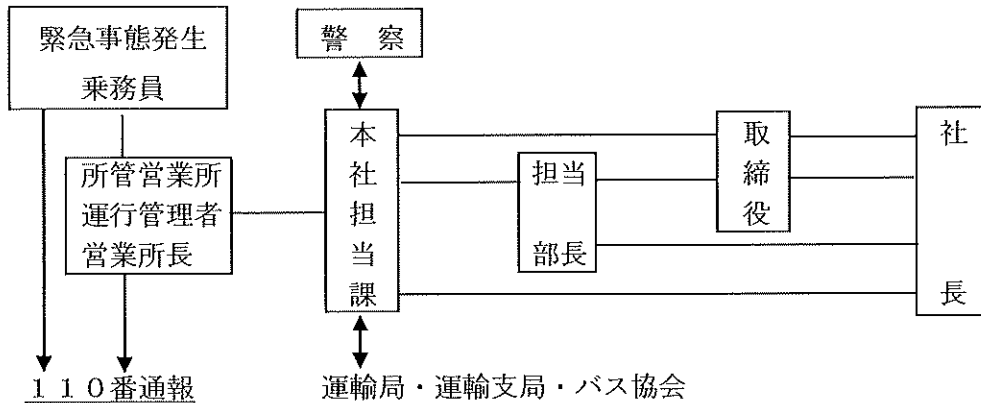 緊急事態発生
乗務員
警 察
所管営業所
運行管理者
営業所長
本社担当課
担当
部長
取締役
社長
110番通報
運輸局・運輸支局・バス協会